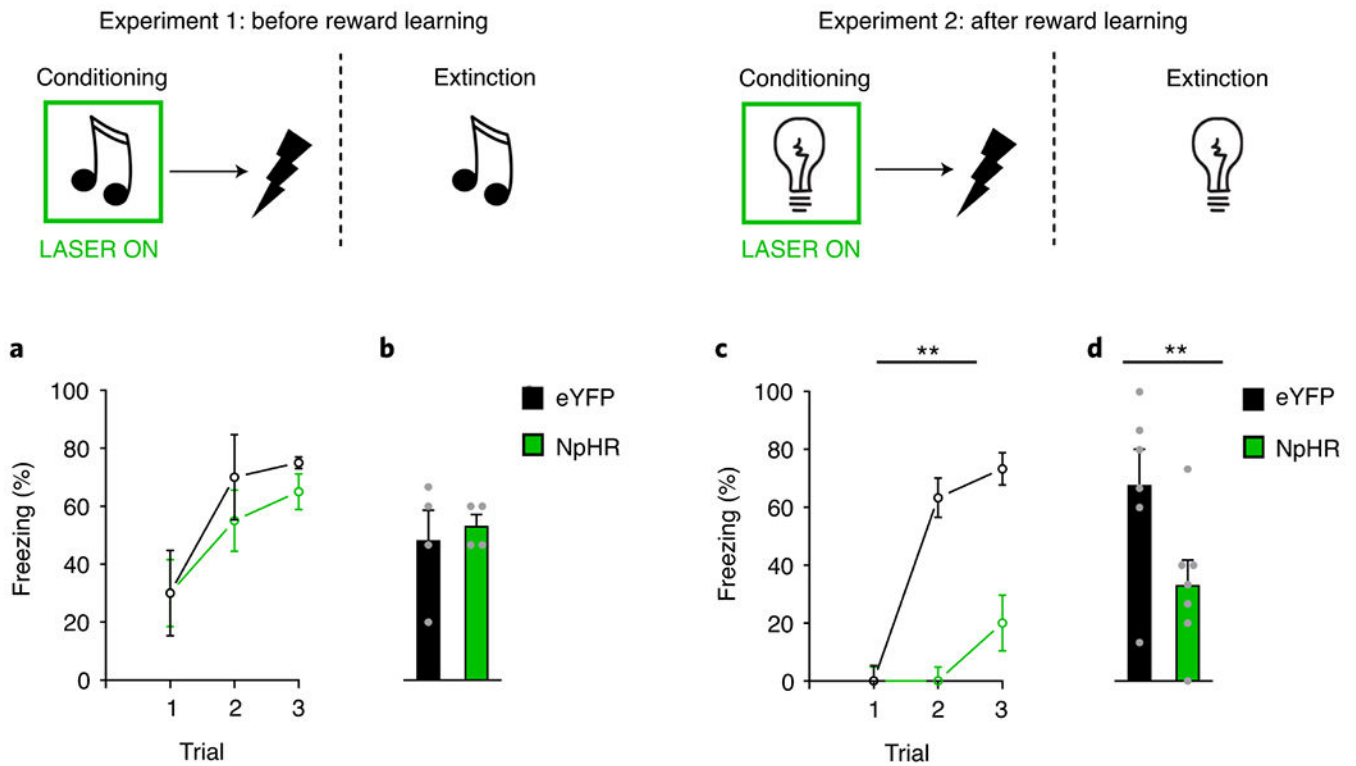 Experiment 1: before reward learning
Conditioning
Extinction
LASER ON
Experiment 2: after reward learning
Conditioning
Extinction
LASER ON
a
Freezing (%)
100
80
60
40
20
0
1 2 3
Trial
b
eYFP
NpHR
c
**
Freezing (%)
100
80
60
40
20
0
1 2 3
Trial
d
**
eYFP
NpHR